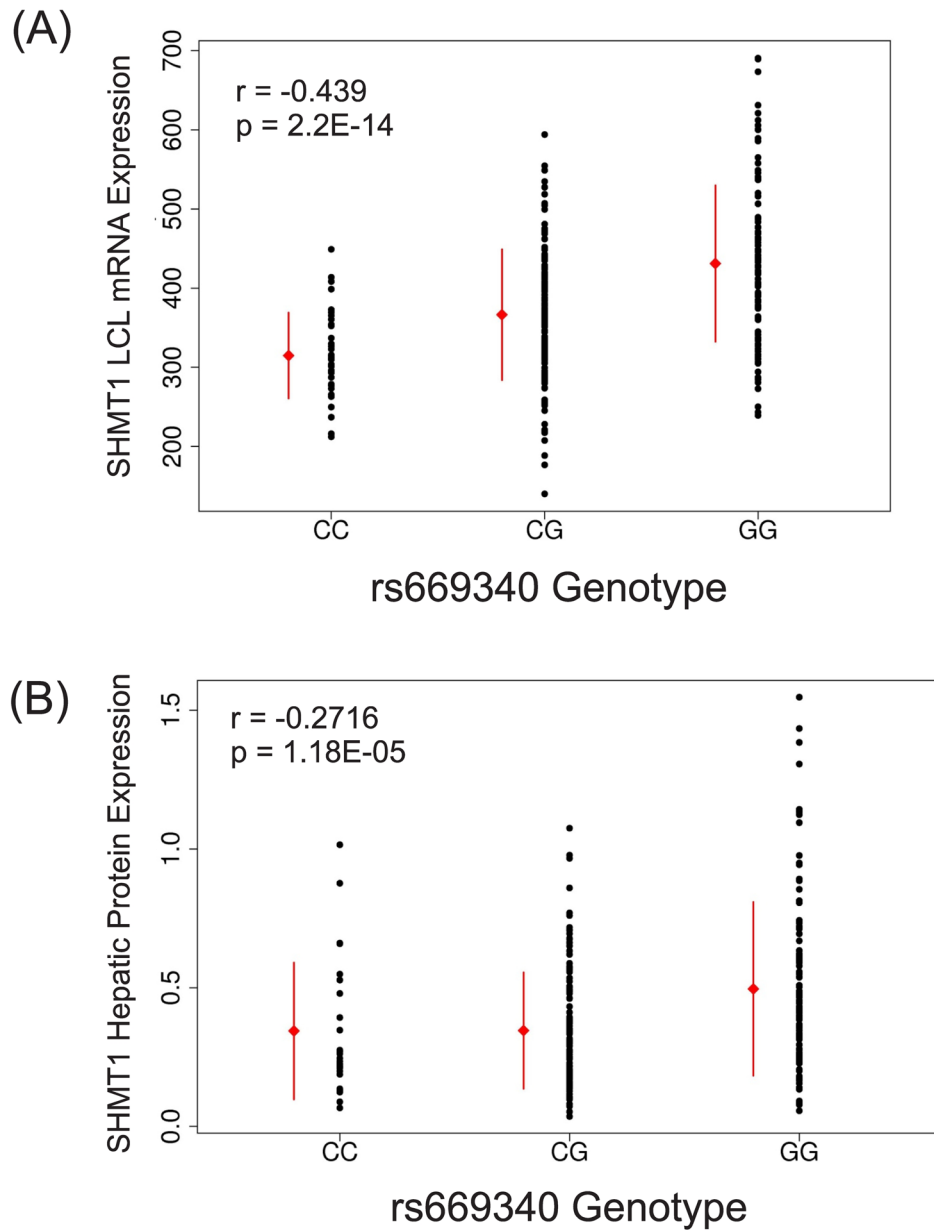 (A)
r = -0.439
p = 2.2E-14
SHMT1 LCL mRNA Expression
700
600
500
400
300
200
CC CG GG
rs669340 Genotype
(B)
r = -0.2716
p = 1.18E-05
SHMT1 Hepatic Protein Expression
1.5
1.0
0.5
0.0
CC CG GG
rs669340 Genotype